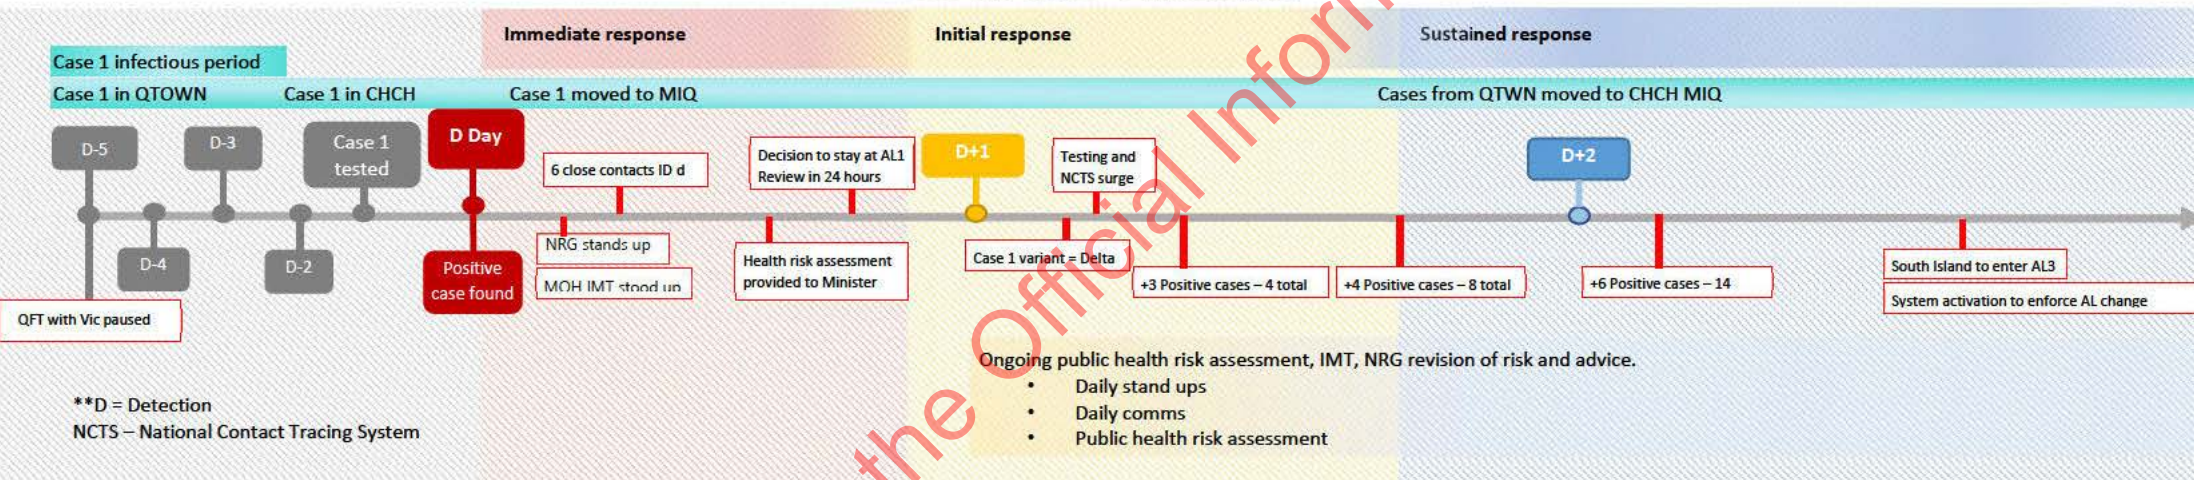 Immediate response
Initial response
Sustained response
Case 1 infectious period
Case 1 in QTOWN
Case 1 in CHCH
Case 1 moved to MIQ
Cases from QTWN moved to CHCH MIQ
D-5
D-3
Case 1
tested
D Day
6 close contacts ID d
Decision to stay at AL1
Review in 24 hours
D+1
Testing and
NCTS surge
D+2
D-4
D-2
Positive
case found
NRG stands up
MOH IMT stood up
Health risk assessment
provided to Minister
Case 1 variant = Delta
+3 Positive cases – 4 total
+4 Positive cases – 8 total
+6 Positive cases – 14
South Island to enter AL3
System activation to enforce AL change
QFT with Vic paused
Ongoing public health risk assessment, IMT, NRG revision of risk and advice.
• Daily stand ups
• Daily comms
• Public health risk assessment
**D = Detection
NCTS – National Contact Tracing System
the Official Inform